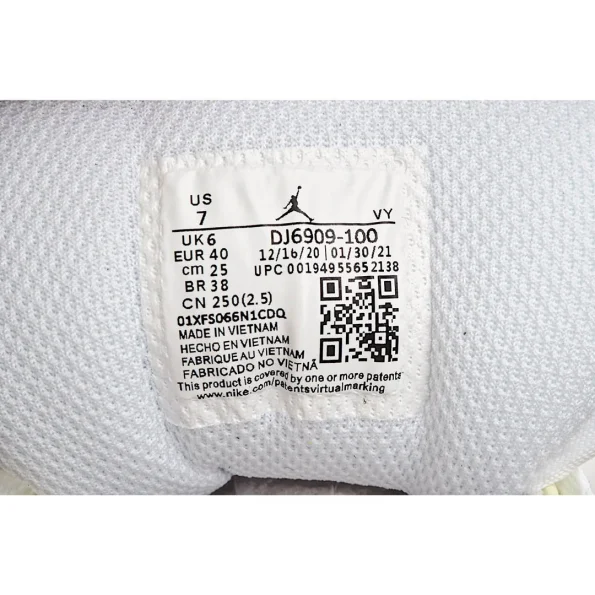 US
7
VY
UK 6
DJ6909-100
EUR 40
12/16/20 | 01/30/21
cm 25
UPC 00194955652138
BR 38
CN 250(2.5)
01XFS066N1CDQ
MADE IN VIETNAM
HECHO EN VIETNAM
FABRIQUE AU VIETNAM
FABRICADO NO VIETNÃ
This product is covered by one or more patents
www.nike.com/patentsvirtualmarking